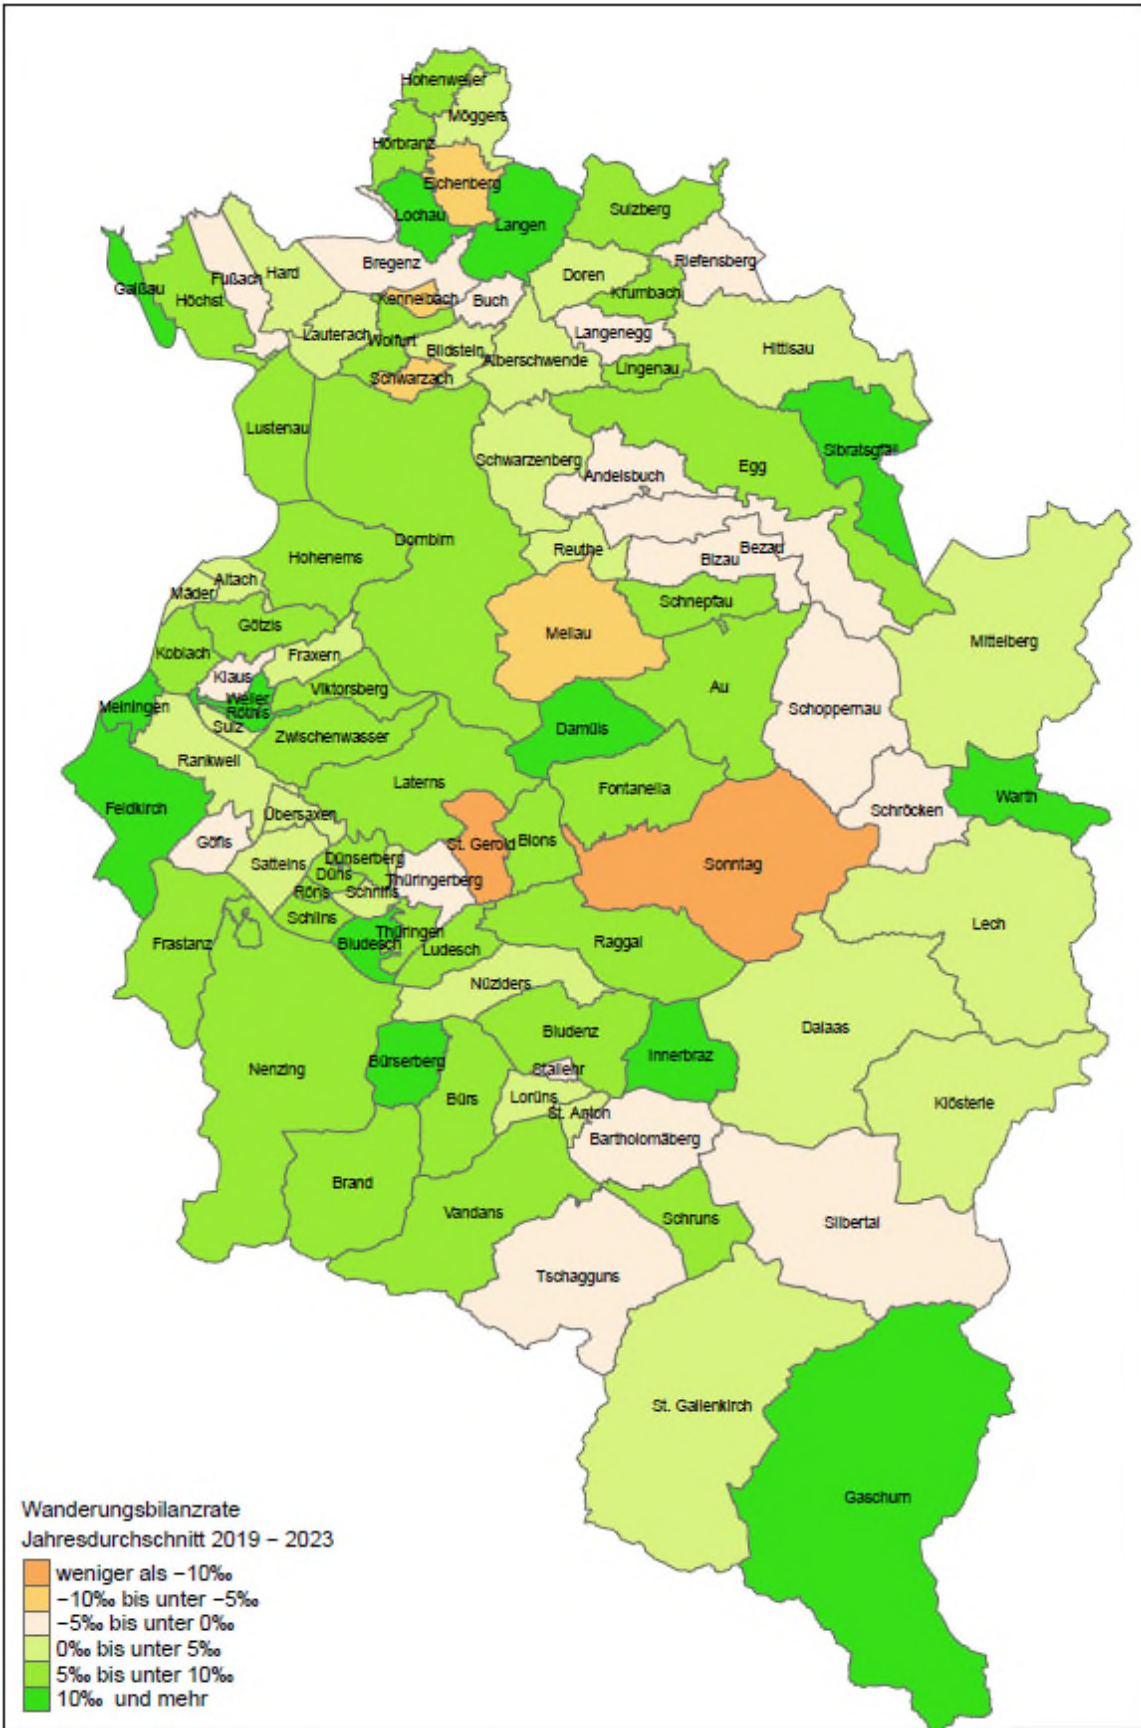 Hohenweiler
Möggers
Hörbranz
Eichenberg
Lochau
Langen
Sulzberg
Gaißau
Höchst
Fußach
Hard
Bregenz
Kennelbach
Buch
Doren
Riefensberg
Krumbach
Lauterach
Wolfurt
Bildstein
Alberschwende
Langenegg
Lingenau
Hittisau
Schwarzach
Lustenau
Schwarzenberg
Andelsbuch
Egg
Sibratsgfäll
Hohenems
Dornbirn
Reuthe
Bizau
Bezau
Altach
Mäder
Götzis
Schnepfau
Mellau
Mittelberg
Koblach
Fraxern
Klaus
Viktorsberg
Weiler
Röthis
Meiningen
Sulz
Zwischenwasser
Au
Schoppernau
Damüls
Rankweil
Laterns
Fontanella
Feldkirch
Übersaxen
Warth
Schröcken
Göfis
St. Gerold
Blons
Sonntag
Satteins
Dünserberg
Düns
Thüringerberg
Röns
Schnifis
Schlins
Lech
Frastanz
Bludesch
Thüringen
Ludesch
Raggal
Nüziders
Dalaas
Bludenz
Innerbraz
Nenzing
Bürserberg
Stallehr
Bürs
Lorüns
St. Anton
Klösterle
Bartholomäberg
Brand
Vandans
Schruns
Silbertal
Tschagguns
St. Gallenkirch
Gaschurn
Wanderungsbilanzrate
Jahresdurchschnitt 2019 – 2023
weniger als −10‰
−10‰ bis unter −5‰
−5‰ bis unter 0‰
0‰ bis unter 5‰
5‰ bis unter 10‰
10‰ und mehr